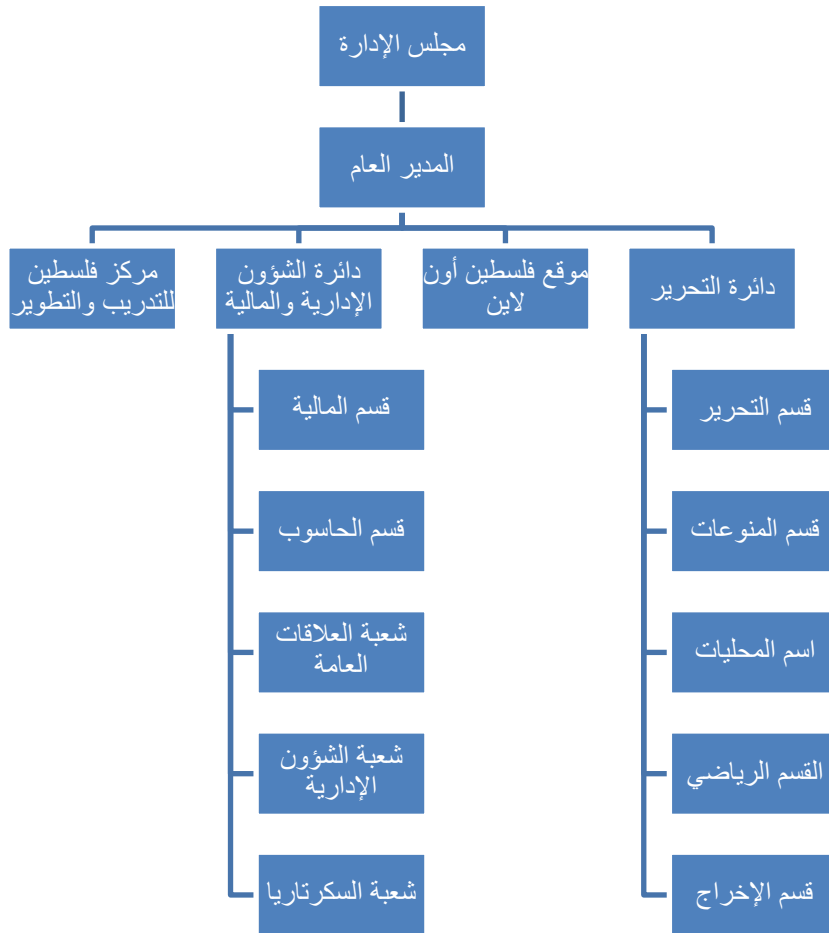 مجلس الإدارة
المدير العام
دائرة التحرير
موقع فلسطين أون
لاين
دائرة الشؤون
الإدارية والمالية
مركز فلسطين
للتدريب والتطوير
قسم التحرير
قسم المنوعات
اسم المحليات
القسم الرياضي
قسم الإخراج
قسم المالية
قسم الحاسوب
شعبة العلاقات
العامة
شعبة الشؤون
الإدارية
شعبة السكرتاريا